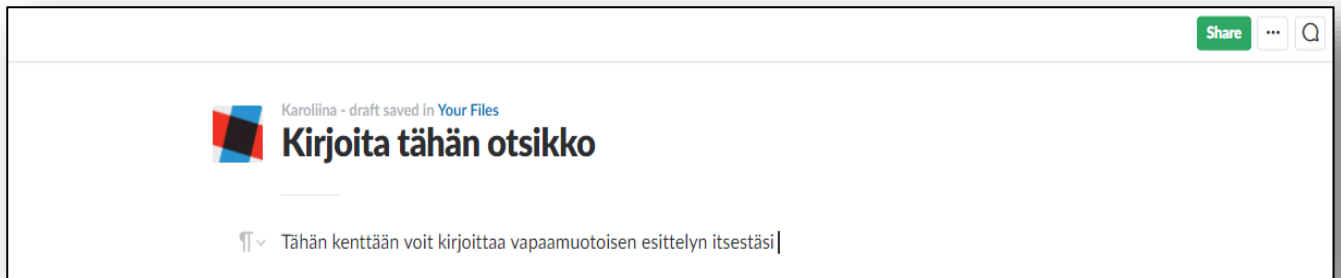 Share ...
Karoliina - draft saved in Your Files
Kirjoita tähän otsikko
¶ Tähän kenttään voit kirjoittaa vapaamuotoisen esittelyn itsestäsi